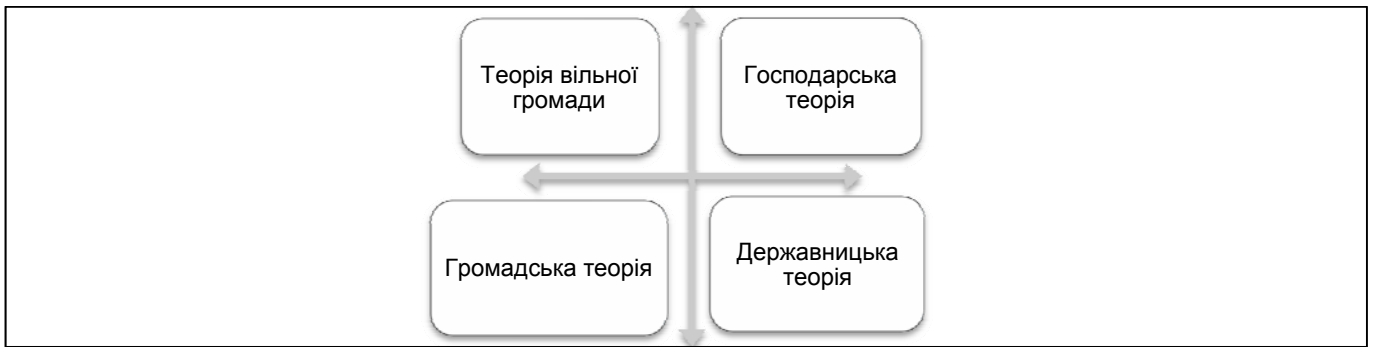 Теорія вільної
громади
Господарська
теорія
Громадська теорія
Державницька
теорія